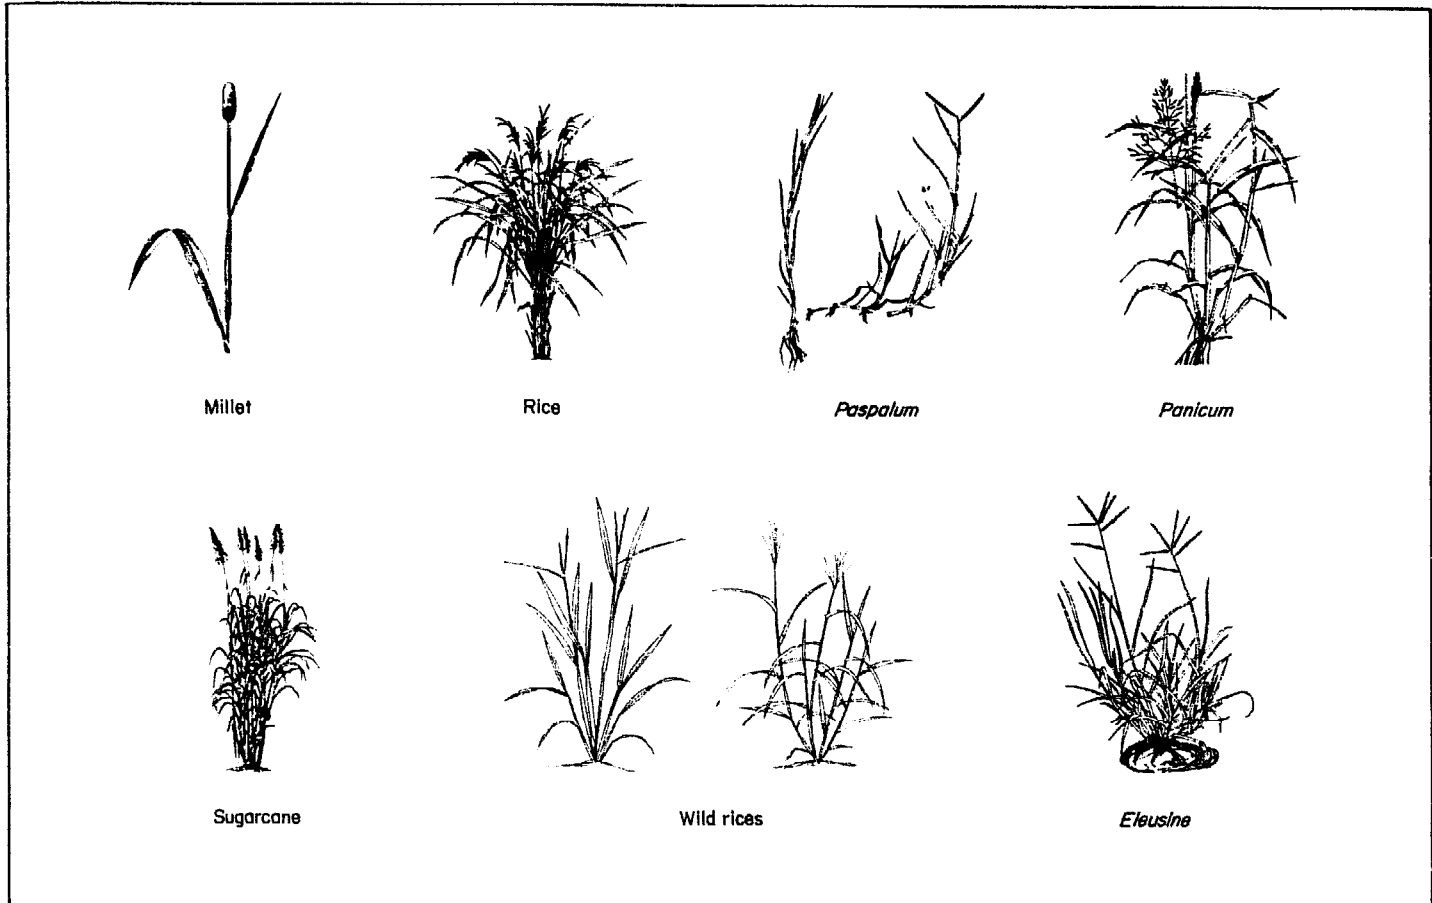 Millet
Rice
Paspalum
Panicum
Sugarcane
Wild rices
Eleusine